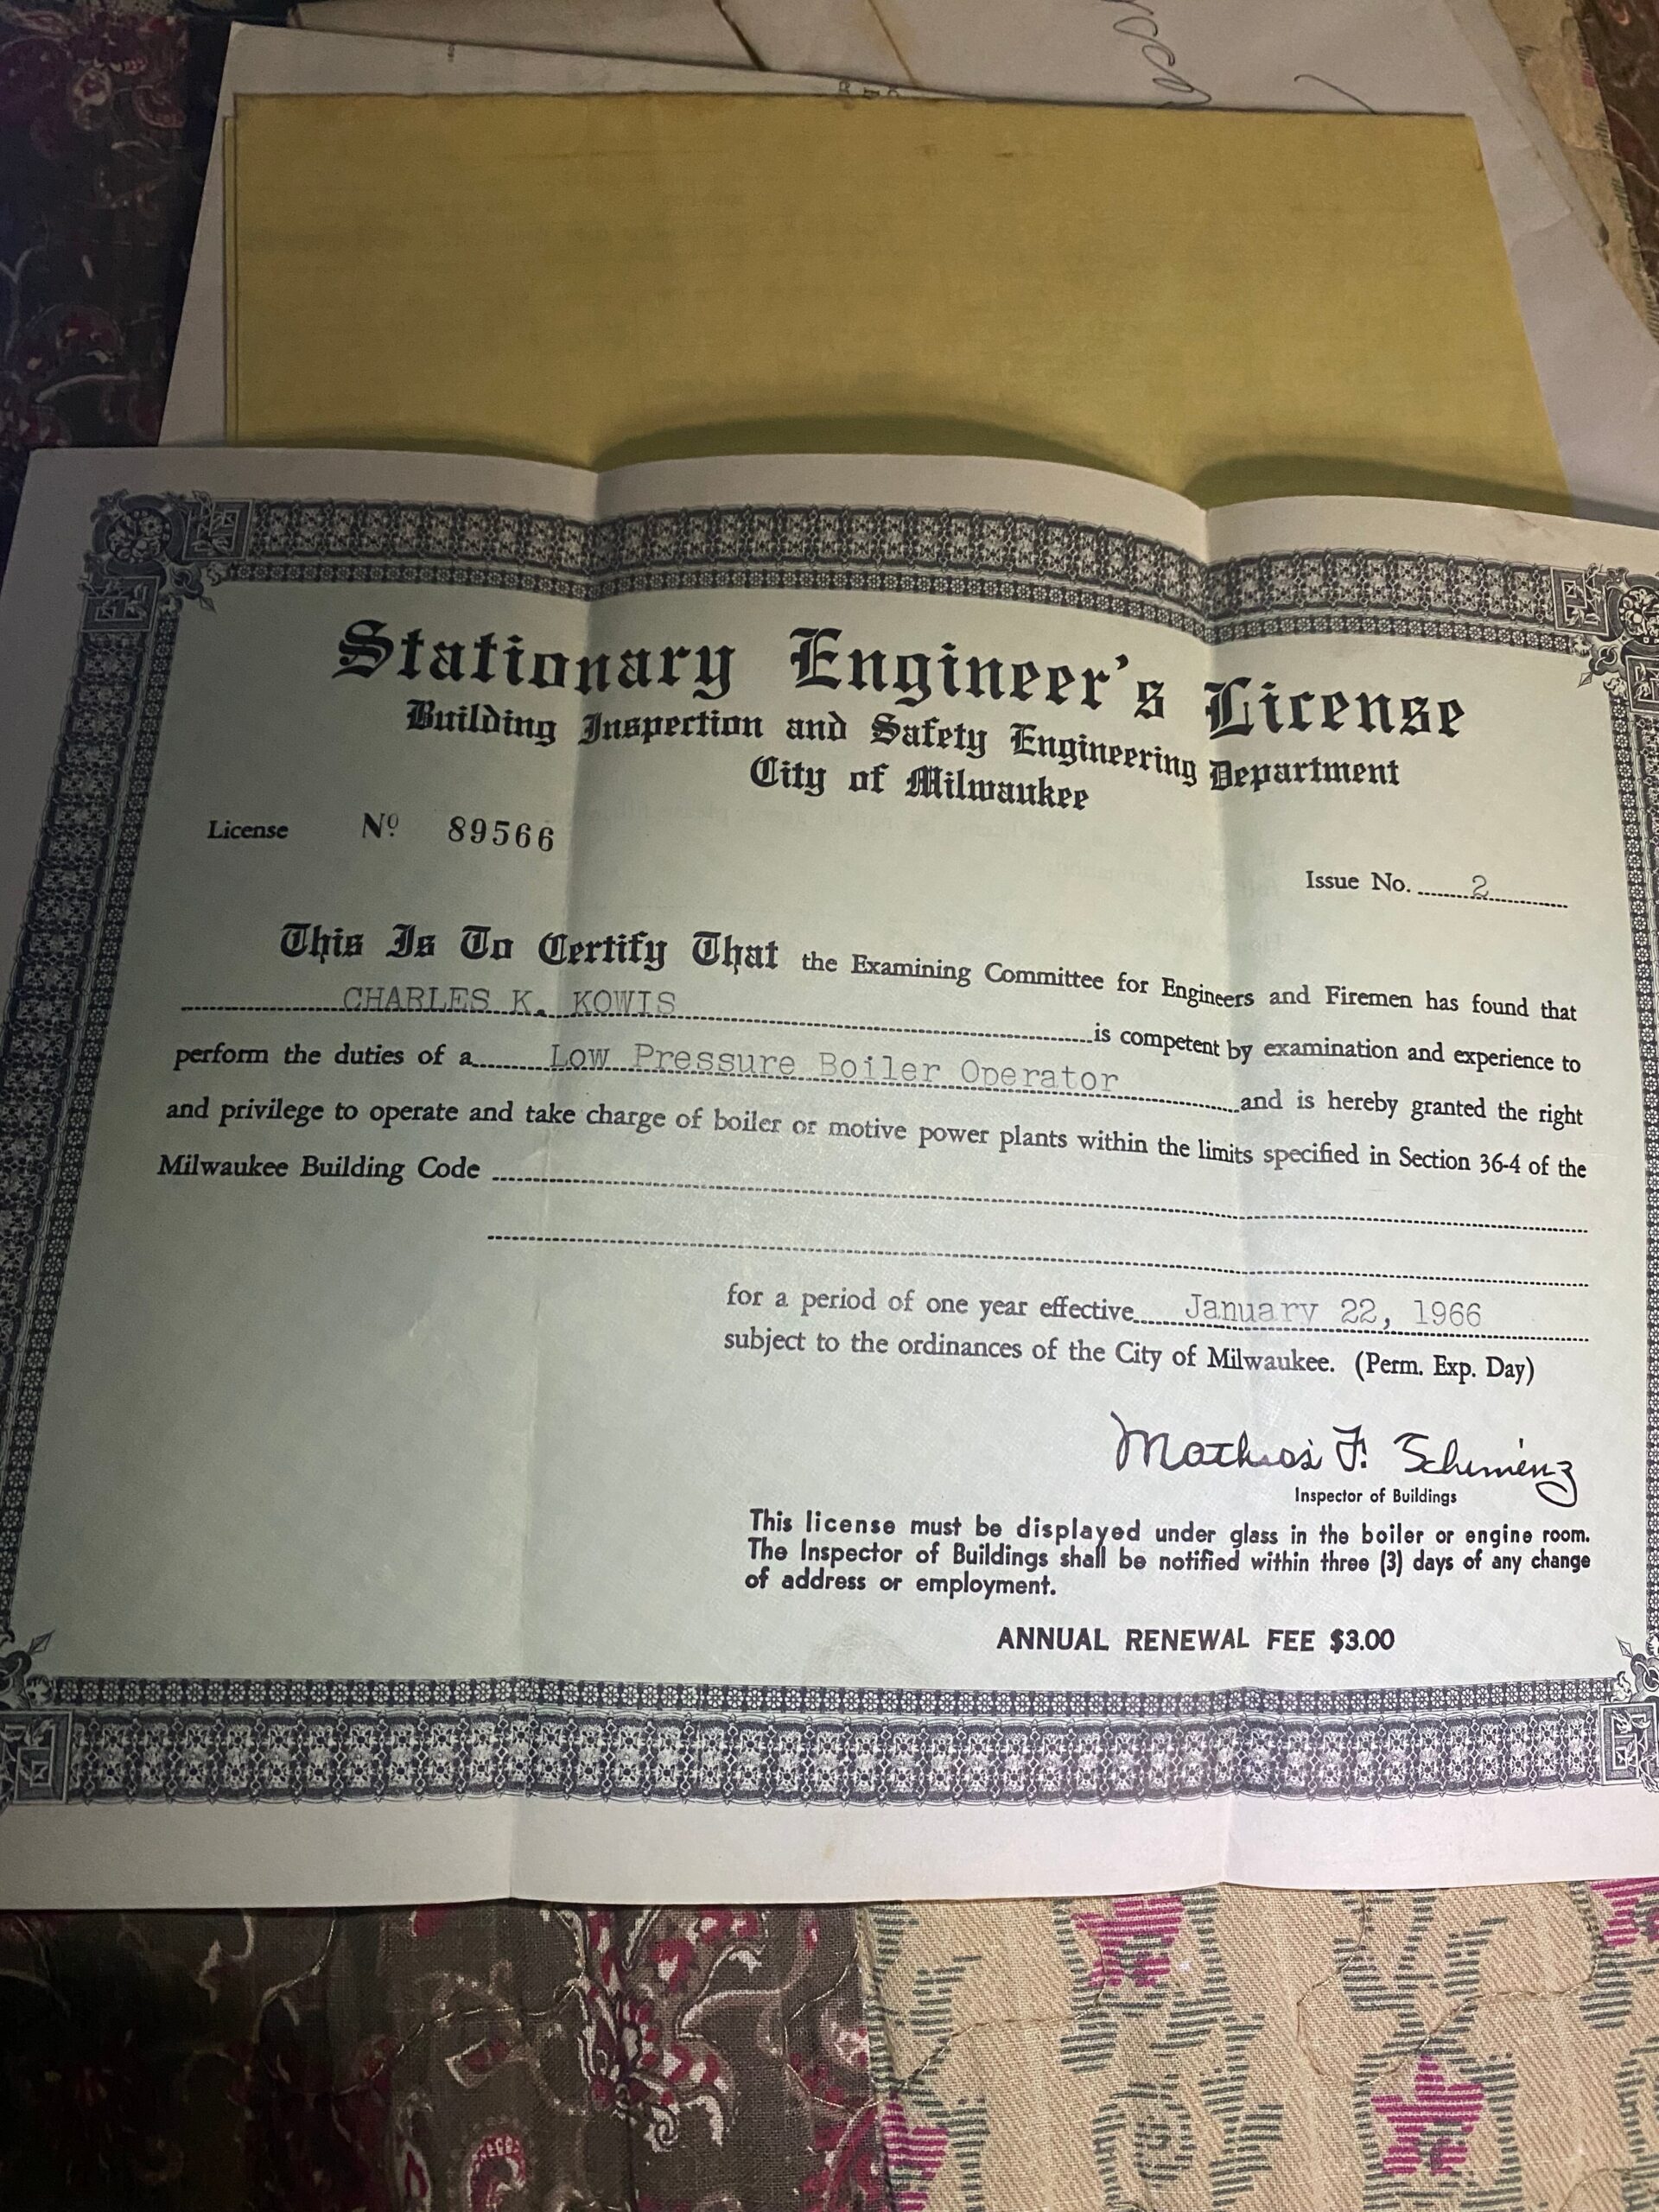 Stationary Engineer's License
Building Inspection and Safety Engineering Department
City of Milwaukee
License Nº 89566
Issue No. 2
This Is To Certify That the Examining Committee for Engineers and Firemen has found that
CHARLES K. KOWIS is competent by examination and experience to
perform the duties of a Low Pressure Boiler Operator and is hereby granted the right
and privilege to operate and take charge of boiler or motive power plants within the limits specified in Section 36-4 of the
Milwaukee Building Code
for a period of one year effective January 22, 1966
subject to the ordinances of the City of Milwaukee. (Perm. Exp. Day)
Mathias F. Schimenz
Inspector of Buildings
This license must be displayed under glass in the boiler or engine room.
The Inspector of Buildings shall be notified within three (3) days of any change
of address or employment.
ANNUAL RENEWAL FEE $3.00